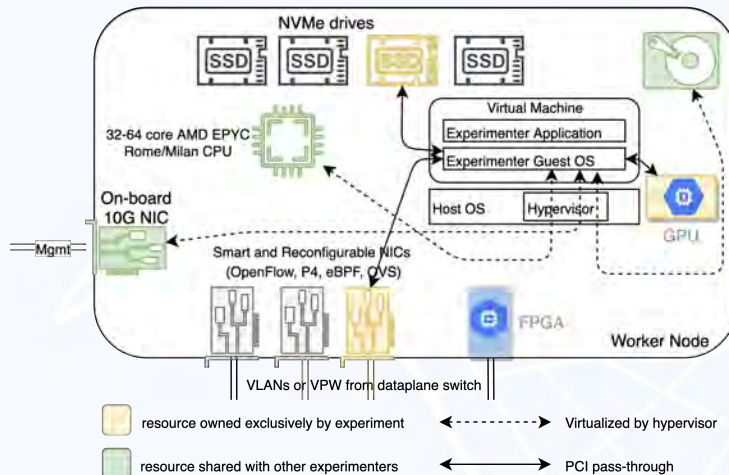 NVMe drives
SSD
SSD
SSD
SSD
Virtual Machine
Experimenter Application
Experimenter Guest OS
32-64 core AMD EPYC
Rome/Milan CPU
On-board
10G NIC
Host OS
Hypervisor
GPU
Mgmt
Smart and Reconfigurable NICs
(OpenFlow, P4, eBPF, OVS)
FPGA
Worker Node
VLANs or VPW from dataplane switch
resource owned exclusively by experiment
Virtualized by hypervisor
resource shared with other experimenters
PCI pass-through